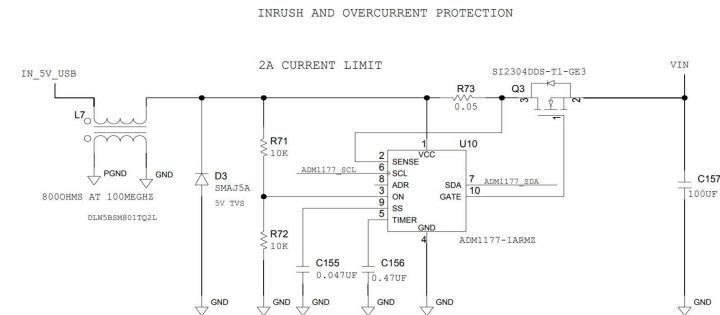 INRUSH AND OVERCURRENT PROTECTION
2A CURRENT LIMIT
IN_5V_USB
L7
PGND
GND
800OHMS AT 100MEGHZ
DLW5BSM801TQ2L
D3
SMAJ5A
5V TVS
R71
10K
R72
10K
R73
0.05
SI2304DDS-T1-GE3
Q3
3
2
1
VIN
1
VCC
U10
2
SENSE
ADM1177_SCL
6
SCL
8
ADR
3
ON
9
SS
5
TIMER
SDA
7
ADM1177_SDA
GATE
10
GND
4
ADM1177-1ARMZ
C155
0.047UF
C156
0.47UF
C157
100UF
GND
GND
GND
GND
GND
GND